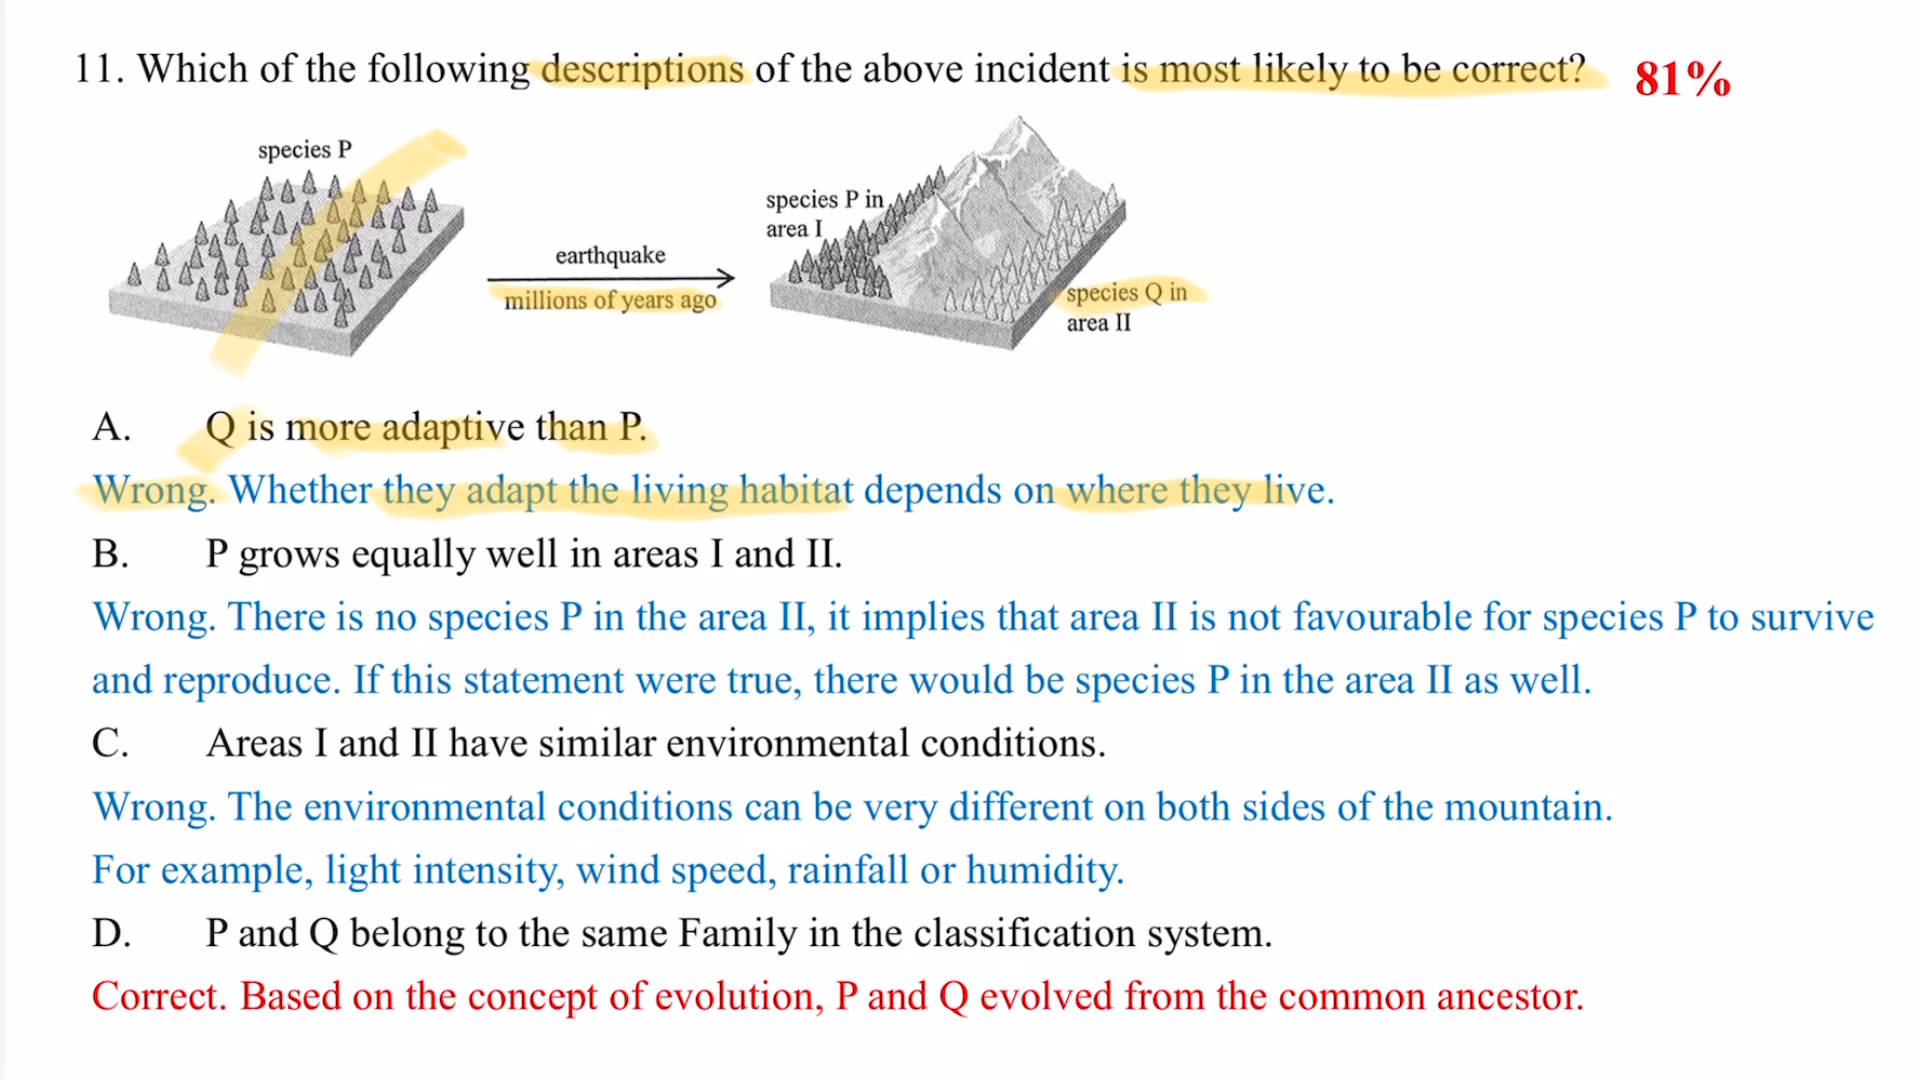 11. Which of the following descriptions of the above incident is most likely to be correct? 81%
species P
earthquake
millions of years ago
species P in
area I
species Q in
area II
A. Q is more adaptive than P.
Wrong. Whether they adapt the living habitat depends on where they live.
B. P grows equally well in areas I and II.
Wrong. There is no species P in the area II, it implies that area II is not favourable for species P to survive
and reproduce. If this statement were true, there would be species P in the area II as well.
C. Areas I and II have similar environmental conditions.
Wrong. The environmental conditions can be very different on both sides of the mountain.
For example, light intensity, wind speed, rainfall or humidity.
D. P and Q belong to the same Family in the classification system.
Correct. Based on the concept of evolution, P and Q evolved from the common ancestor.